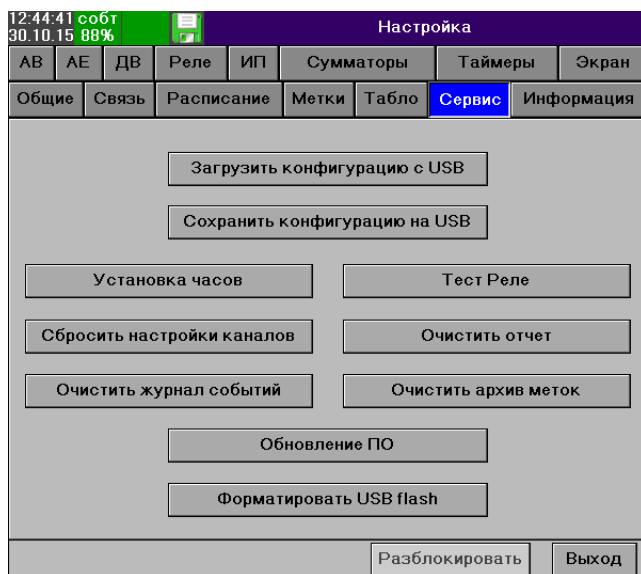 12:44:41 собт
30.10.15 88%
Настройка
АВ АЕ ДВ Реле ИП Сумматоры Таймеры Экран
Общие Связь Расписание Метки Табло Сервис Информация
Загрузить конфигурацию с USB
Сохранить конфигурацию на USB
Установка часов Тест Реле
Сбросить настройки каналов Очистить отчет
Очистить журнал событий Очистить архив меток
Обновление ПО
Форматировать USB flash
Разблокировать Выход